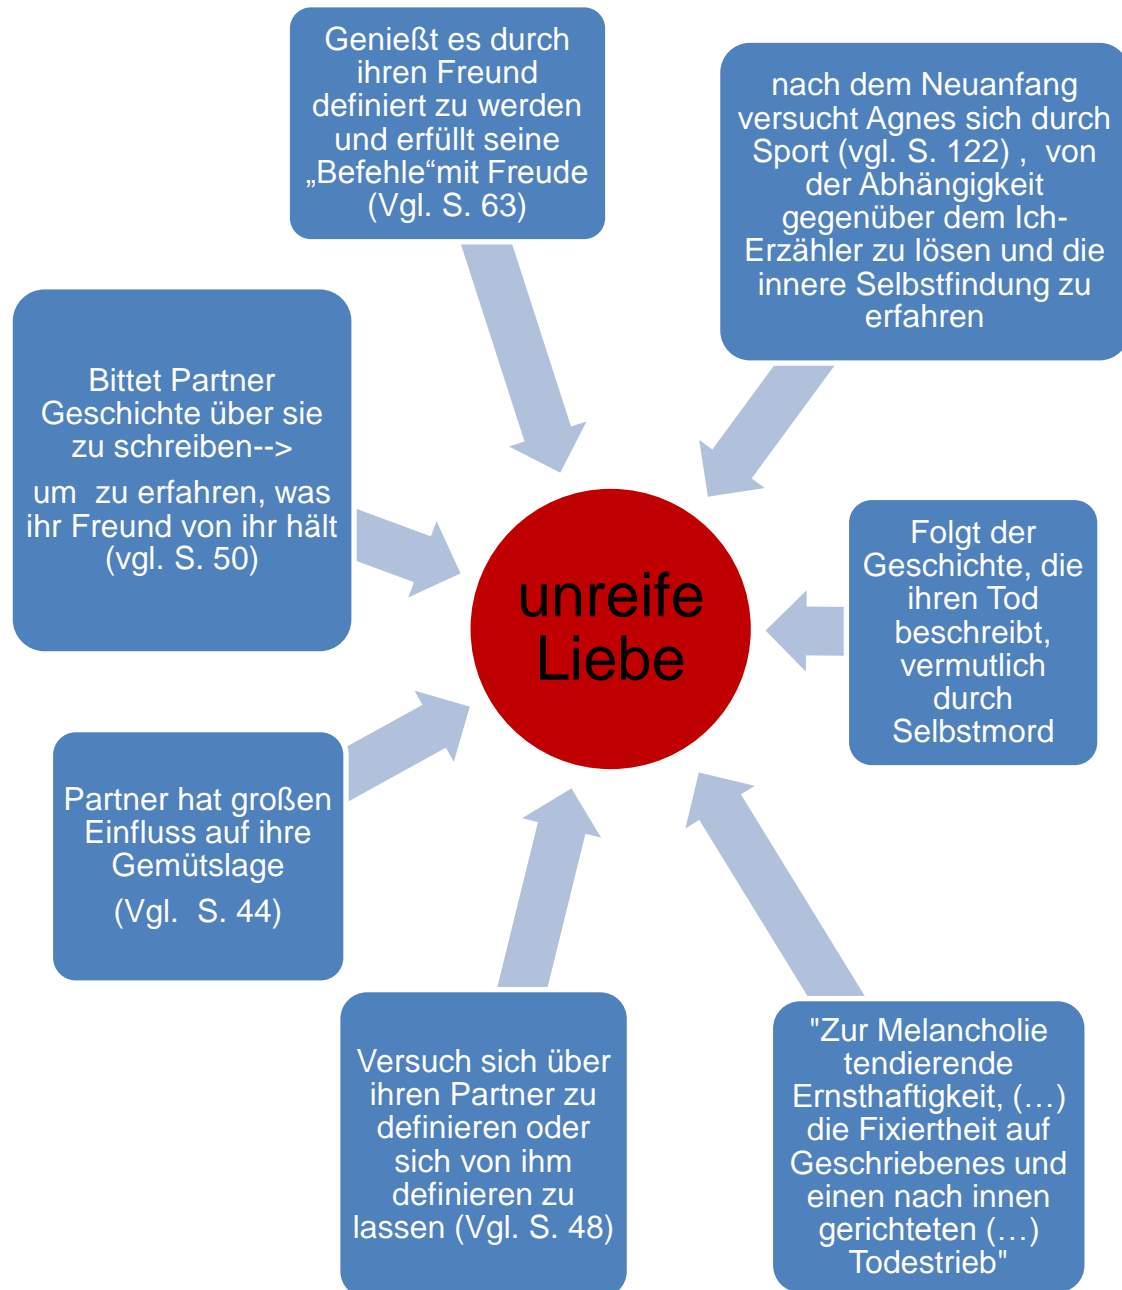 Genießt es durch
ihren Freund
definiert zu werden
und erfüllt seine
„Befehle“mit Freude
(Vgl. S. 63)
nach dem Neuanfang
versucht Agnes sich durch
Sport (vgl. S. 122) , von
der Abhängigkeit
gegenüber dem Ich-
Erzähler zu lösen und die
innere Selbstfindung zu
erfahren
Bittet Partner
Geschichte über sie
zu schreiben-->
um zu erfahren, was
ihr Freund von ihr hält
(vgl. S. 50)
unreife
Liebe
Folgt der
Geschichte, die
ihren Tod
beschreibt,
vermutlich
durch
Selbstmord
Partner hat großen
Einfluss auf ihre
Gemütslage
(Vgl. S. 44)
Versuch sich über
ihren Partner zu
definieren oder
sich von ihm
definieren zu
lassen (Vgl. S. 48)
"Zur Melancholie
tendierende
Ernsthaftigkeit, (…)
die Fixiertheit auf
Geschriebenes und
einen nach innen
gerichteten (…)
Todestrieb"